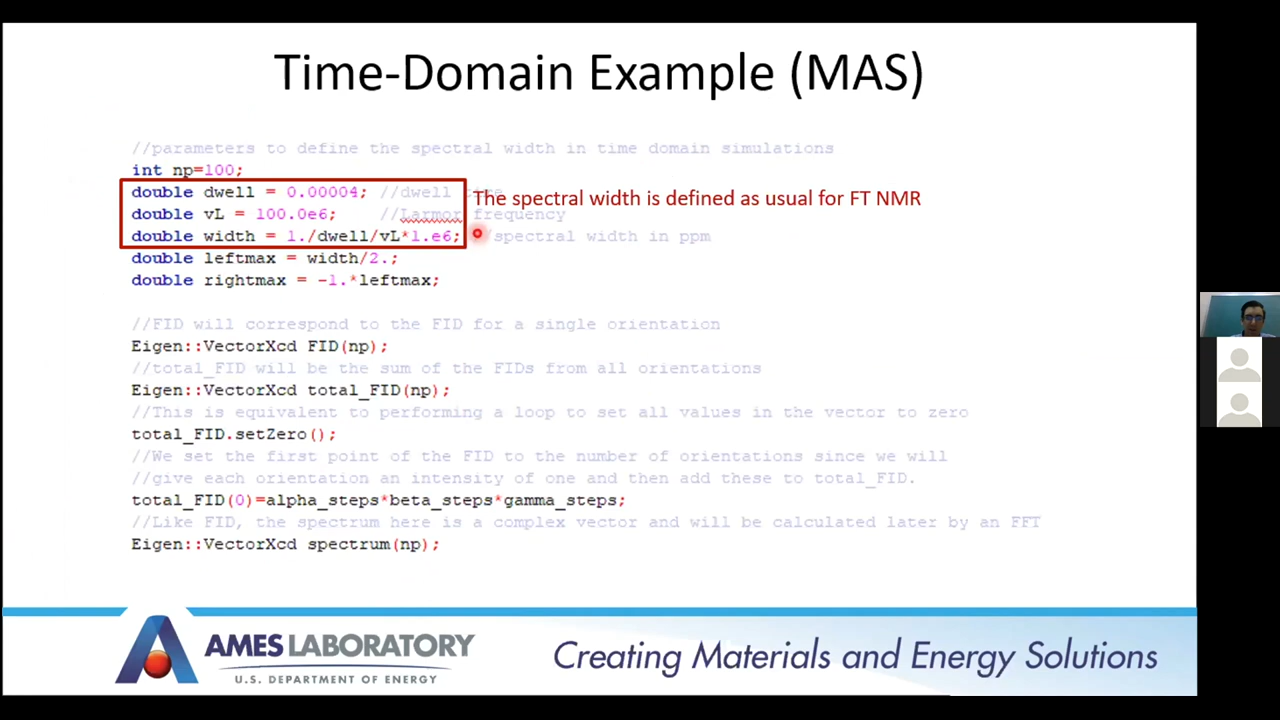 Time-Domain Example (MAS)
//parameters to define the spectral width in time domain simulations
int np=100;
double dwell = 0.00004; //dwell time
The spectral width is defined as usual for FT NMR
double vL = 100.0e6; //Larmor frequency
double width = 1./dwell/vL*1.e6; //spectral width in ppm
double leftmax = width/2.;
double rightmax = -1.*leftmax;
//FID will correspond to the FID for a single orientation
Eigen::VectorXcd FID(np);
//total_FID will be the sum of the FIDs from all orientations
Eigen::VectorXcd total_FID(np);
//This is equivalent to performing a loop to set all values in the vector to zero
total_FID.setZero();
//We set the first point of the FID to the number of orientations since we will
//give each orientation an intensity of one and then add these to total_FID.
total_FID(0)=alpha_steps*beta_steps*gamma_steps;
//Like FID, the spectrum here is a complex vector and will be calculated later by an FFT
Eigen::VectorXcd spectrum(np);
AMES LABORATORY
U.S. DEPARTMENT OF ENERGY
Creating Materials and Energy Solutions